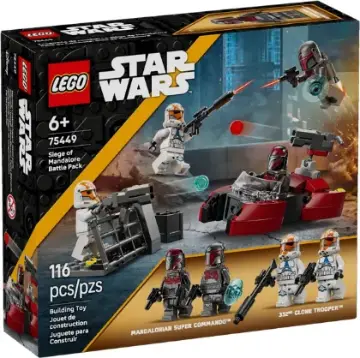 LEGO
STAR
WARS
6+
75449
Siege of
Mandalore
Battle Pack
116
pcs/pzs
Building Toy
Jouet de
construction
Juguete para
Construir
MANDALORIAN SUPER COMMANDO™
332ND CLONE TROOPER™